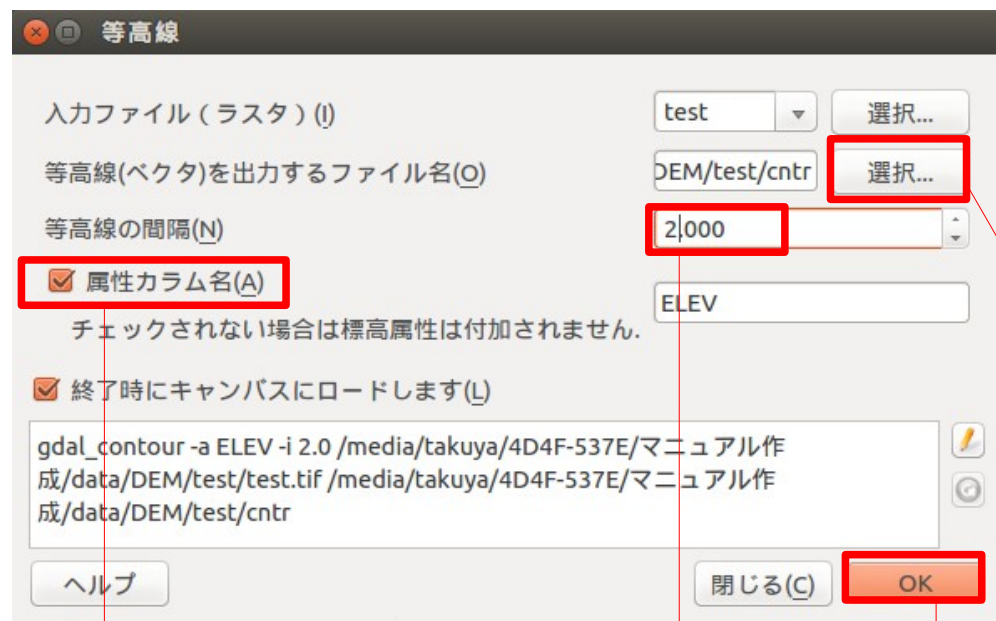 等高線
入力ファイル ( ラスタ ) (I) test 選択...
等高線(ベクタ)を出力するファイル名(O) DEM/test/cntr 選択...
等高線の間隔(N) 2.000
属性カラム名(A) ELEV
チェックされない場合は標高属性は付加されません.
終了時にキャンバスにロードします(L)
gdal_contour -a ELEV -i 2.0 /media/takuya/4D4F-537E/マニュアル作
成/data/DEM/test/test.tif /media/takuya/4D4F-537E/マニュアル作
成/data/DEM/test/cntr
ヘルプ 閉じる(C) OK